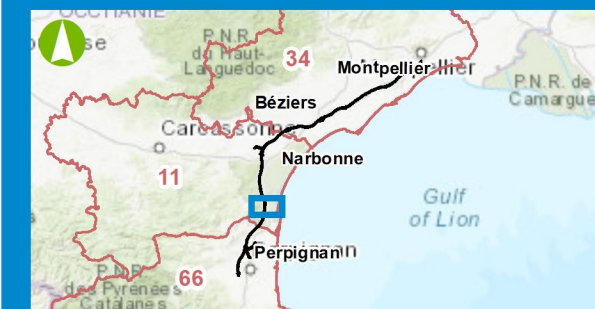 OCCITANIE
P.N.R.
du Haut-
Languedoc
34
Montpellier
P.N.R. de
Camargue
Béziers
Carcassonne
Narbonne
11
Gulf
of Lion
Perpignan
66
P.N.R.
des Pyrénées
Catalanes